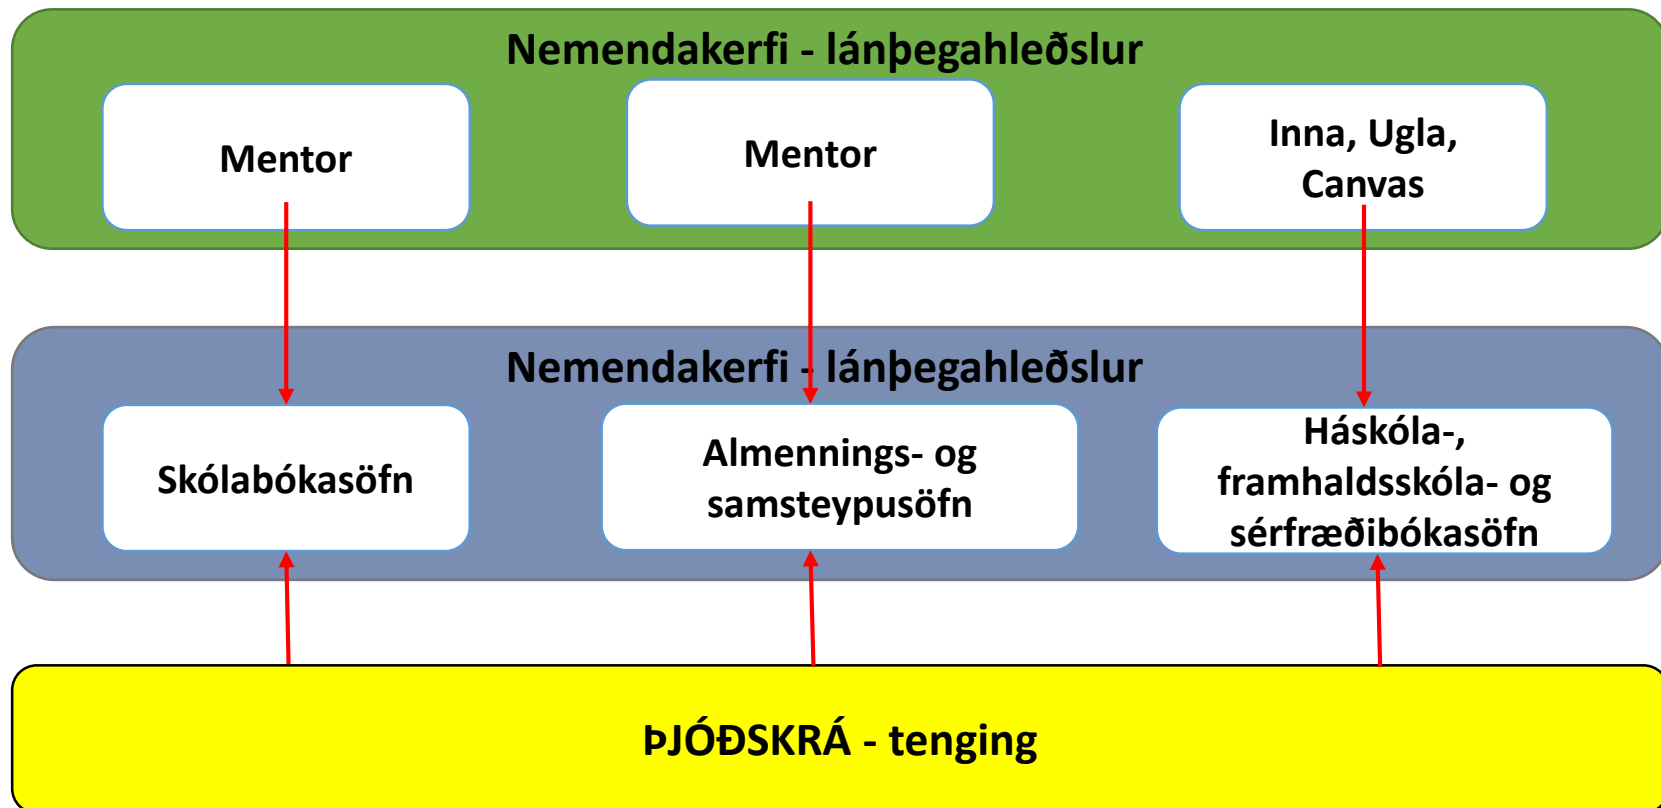 Nemendakerfi - lánþegahleðslur
Mentor
Mentor
Inna, Ugla,
Canvas
Nemendakerfi - lánþegahleðslur
Skólabókasöfn
Almennings- og
samsteypusöfn
Háskóla-,
framhaldsskóla- og
sérfræðibókasöfn
ÞJÓÐSKRÁ - tenging